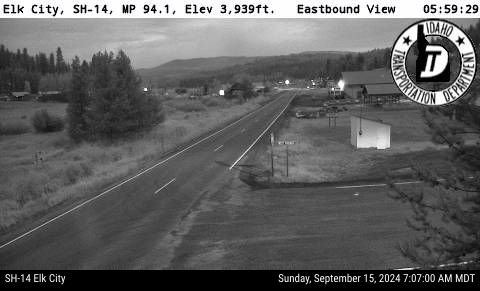 Elk City, SH-14, MP 94.1, Elev 3,939ft. Eastbound View 05:59:29
IDAHO
TRANSPORTATION DEPARTMENT
SH-14 Elk City Sunday, September 15, 2024 7:07:00 AM MDT